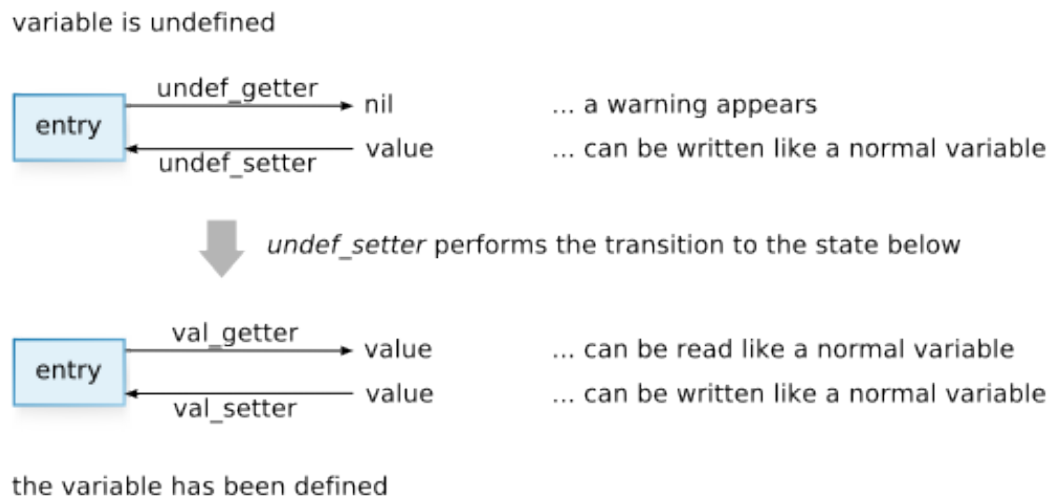 variable is undefined
undef_getter
entry
nil
... a warning appears
value
... can be written like a normal variable
undef_setter
undef_setter performs the transition to the state below
val_getter
entry
value
... can be read like a normal variable
value
... can be written like a normal variable
val_setter
the variable has been defined